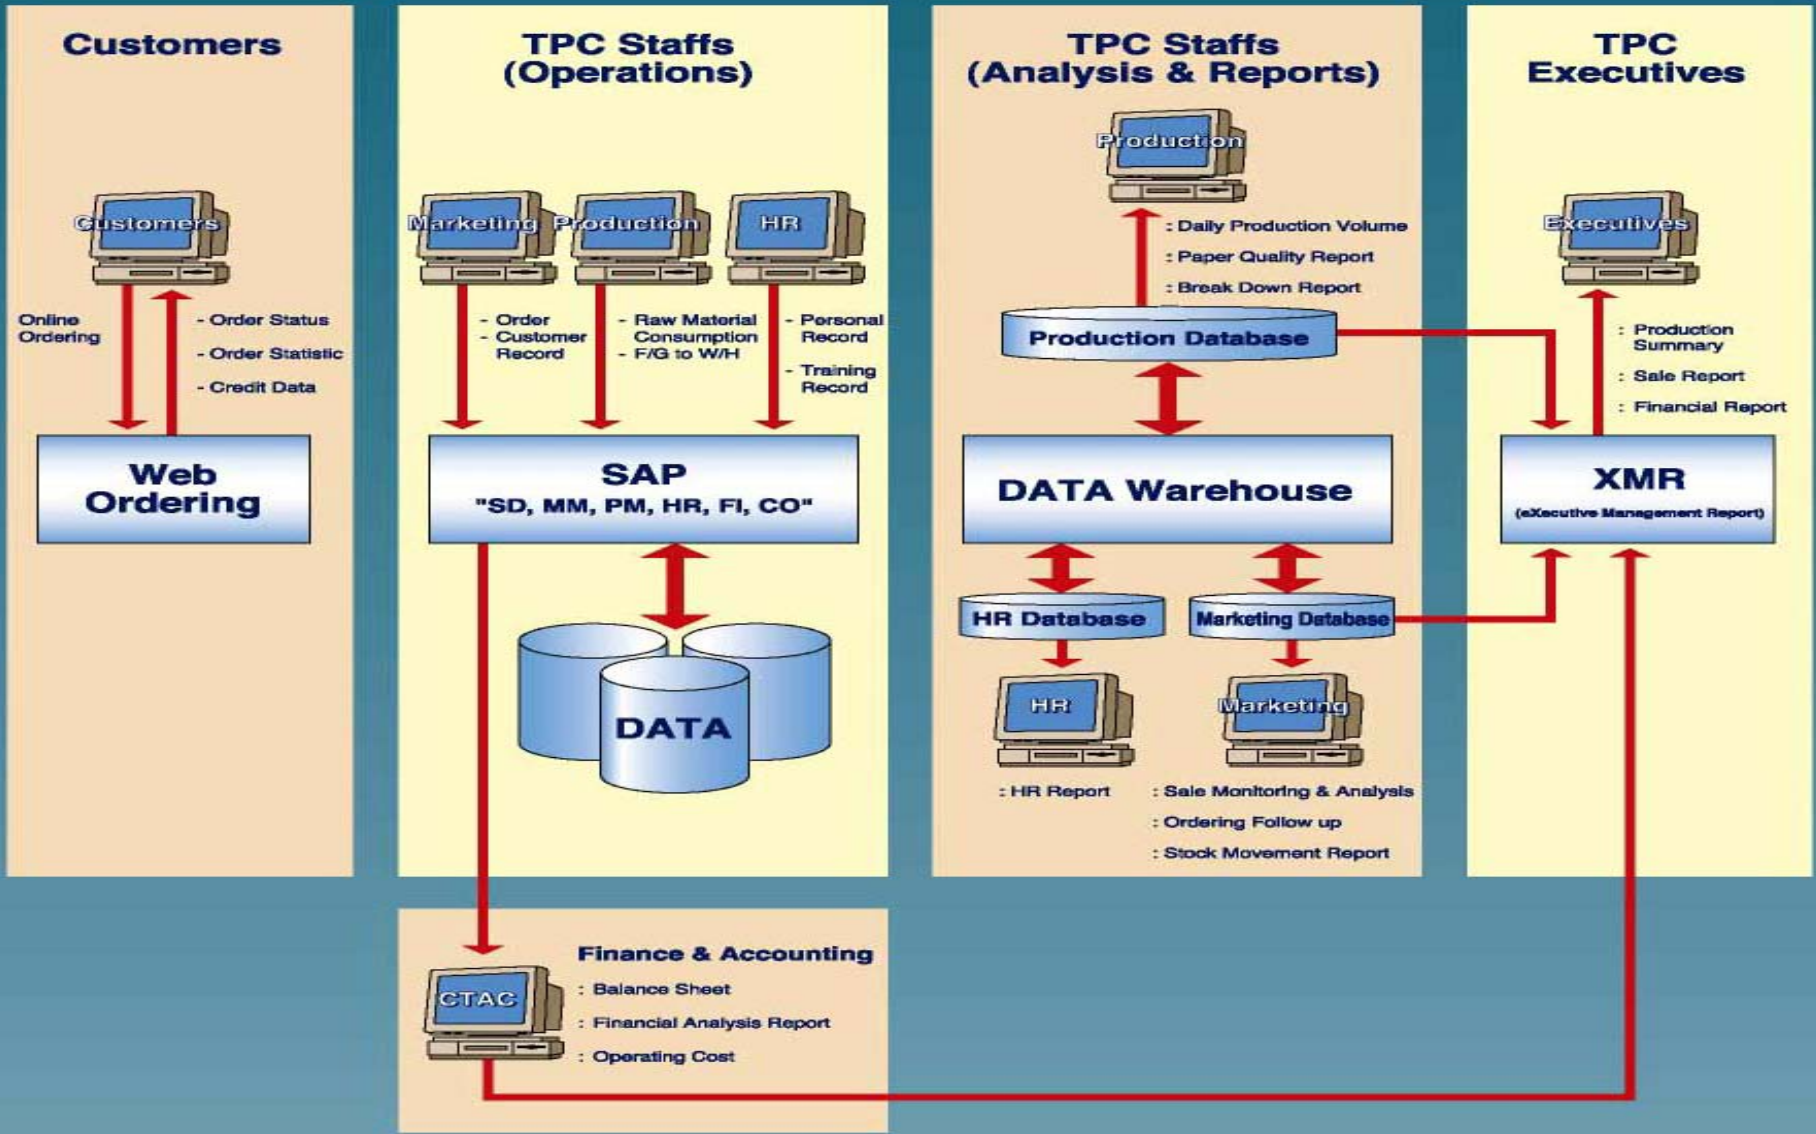 Customers
Customers
Online
Ordering
- Order Status
- Order Statistic
- Credit Data
Web
Ordering
TPC Staffs
(Operations)
Marketing
Production
HR
- Order
- Customer
Record
- Raw Material
Consumption
- F/G to W/H
- Personal
Record
- Training
Record
SAP
"SD, MM, PM, HR, FI, CO"
DATA
TPC Staffs
(Analysis & Reports)
Production
: Daily Production Volume
: Paper Quality Report
: Break Down Report
Production Database
DATA Warehouse
HR Database
Marketing Database
HR
Marketing
: HR Report
: Sale Monitoring & Analysis
: Ordering Follow up
: Stock Movement Report
TPC
Executives
Executives
: Production
Summary
: Sale Report
: Financial Report
XMR
(eXecutive Management Report)
Finance & Accounting
CTAC
: Balance Sheet
: Financial Analysis Report
: Operating Cost